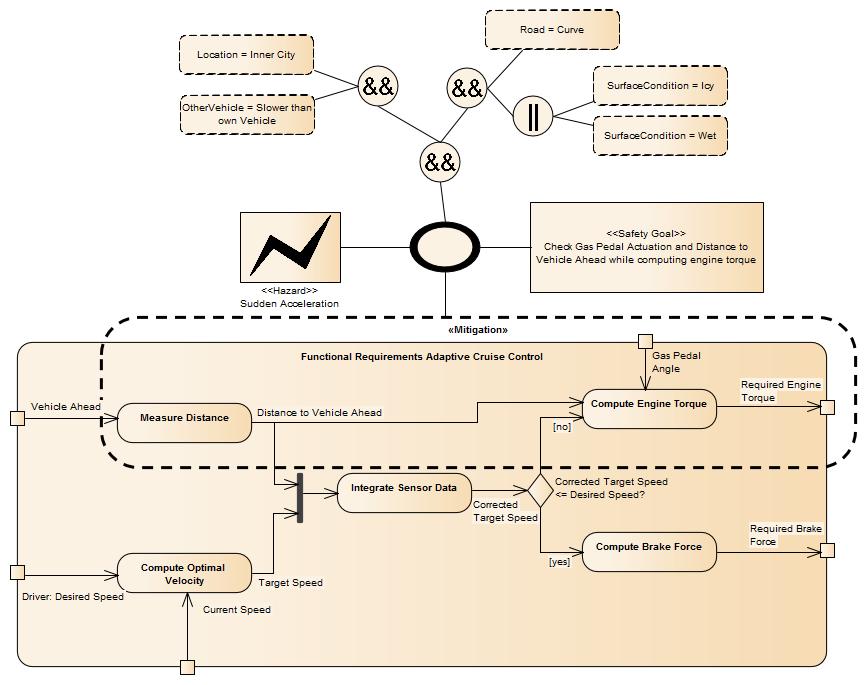 Road = Curve
Location = Inner City
&&
&&
SurfaceCondition = Icy
OtherVehicle = Slower than
own Vehicle
||
SurfaceCondition = Wet
&&
<<Safety Goal>>
Check Gas Pedal Actuation and Distance to
Vehicle Ahead while computing engine torque
<<Hazard>>
Sudden Acceleration
«Mitigation»
Functional Requirements Adaptive Cruise Control
Gas Pedal
Angle
Required Engine
Torque
Vehicle Ahead
Measure Distance
Distance to Vehicle Ahead
Compute Engine Torque
[no]
Integrate Sensor Data
Corrected Target Speed
<= Desired Speed?
Corrected
Target Speed
Required Brake
Force
Compute Brake Force
[yes]
Compute Optimal
Velocity
Target Speed
Driver: Desired Speed
Current Speed